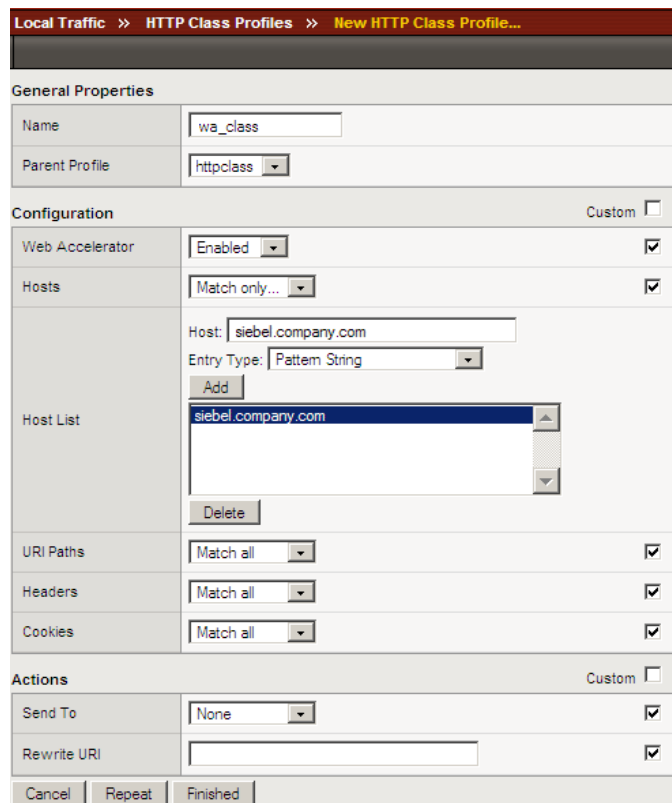 Local Traffic » HTTP Class Profiles » New HTTP Class Profile...
General Properties
Name wa_class
Parent Profile httpclass
Configuration Custom
Web Accelerator Enabled
Hosts Match only...
Host: siebel.company.com
Entry Type: Pattern String
Add
Host List siebel.company.com
Delete
URI Paths Match all
Headers Match all
Cookies Match all
Actions Custom
Send To None
Rewrite URI
Cancel Repeat Finished